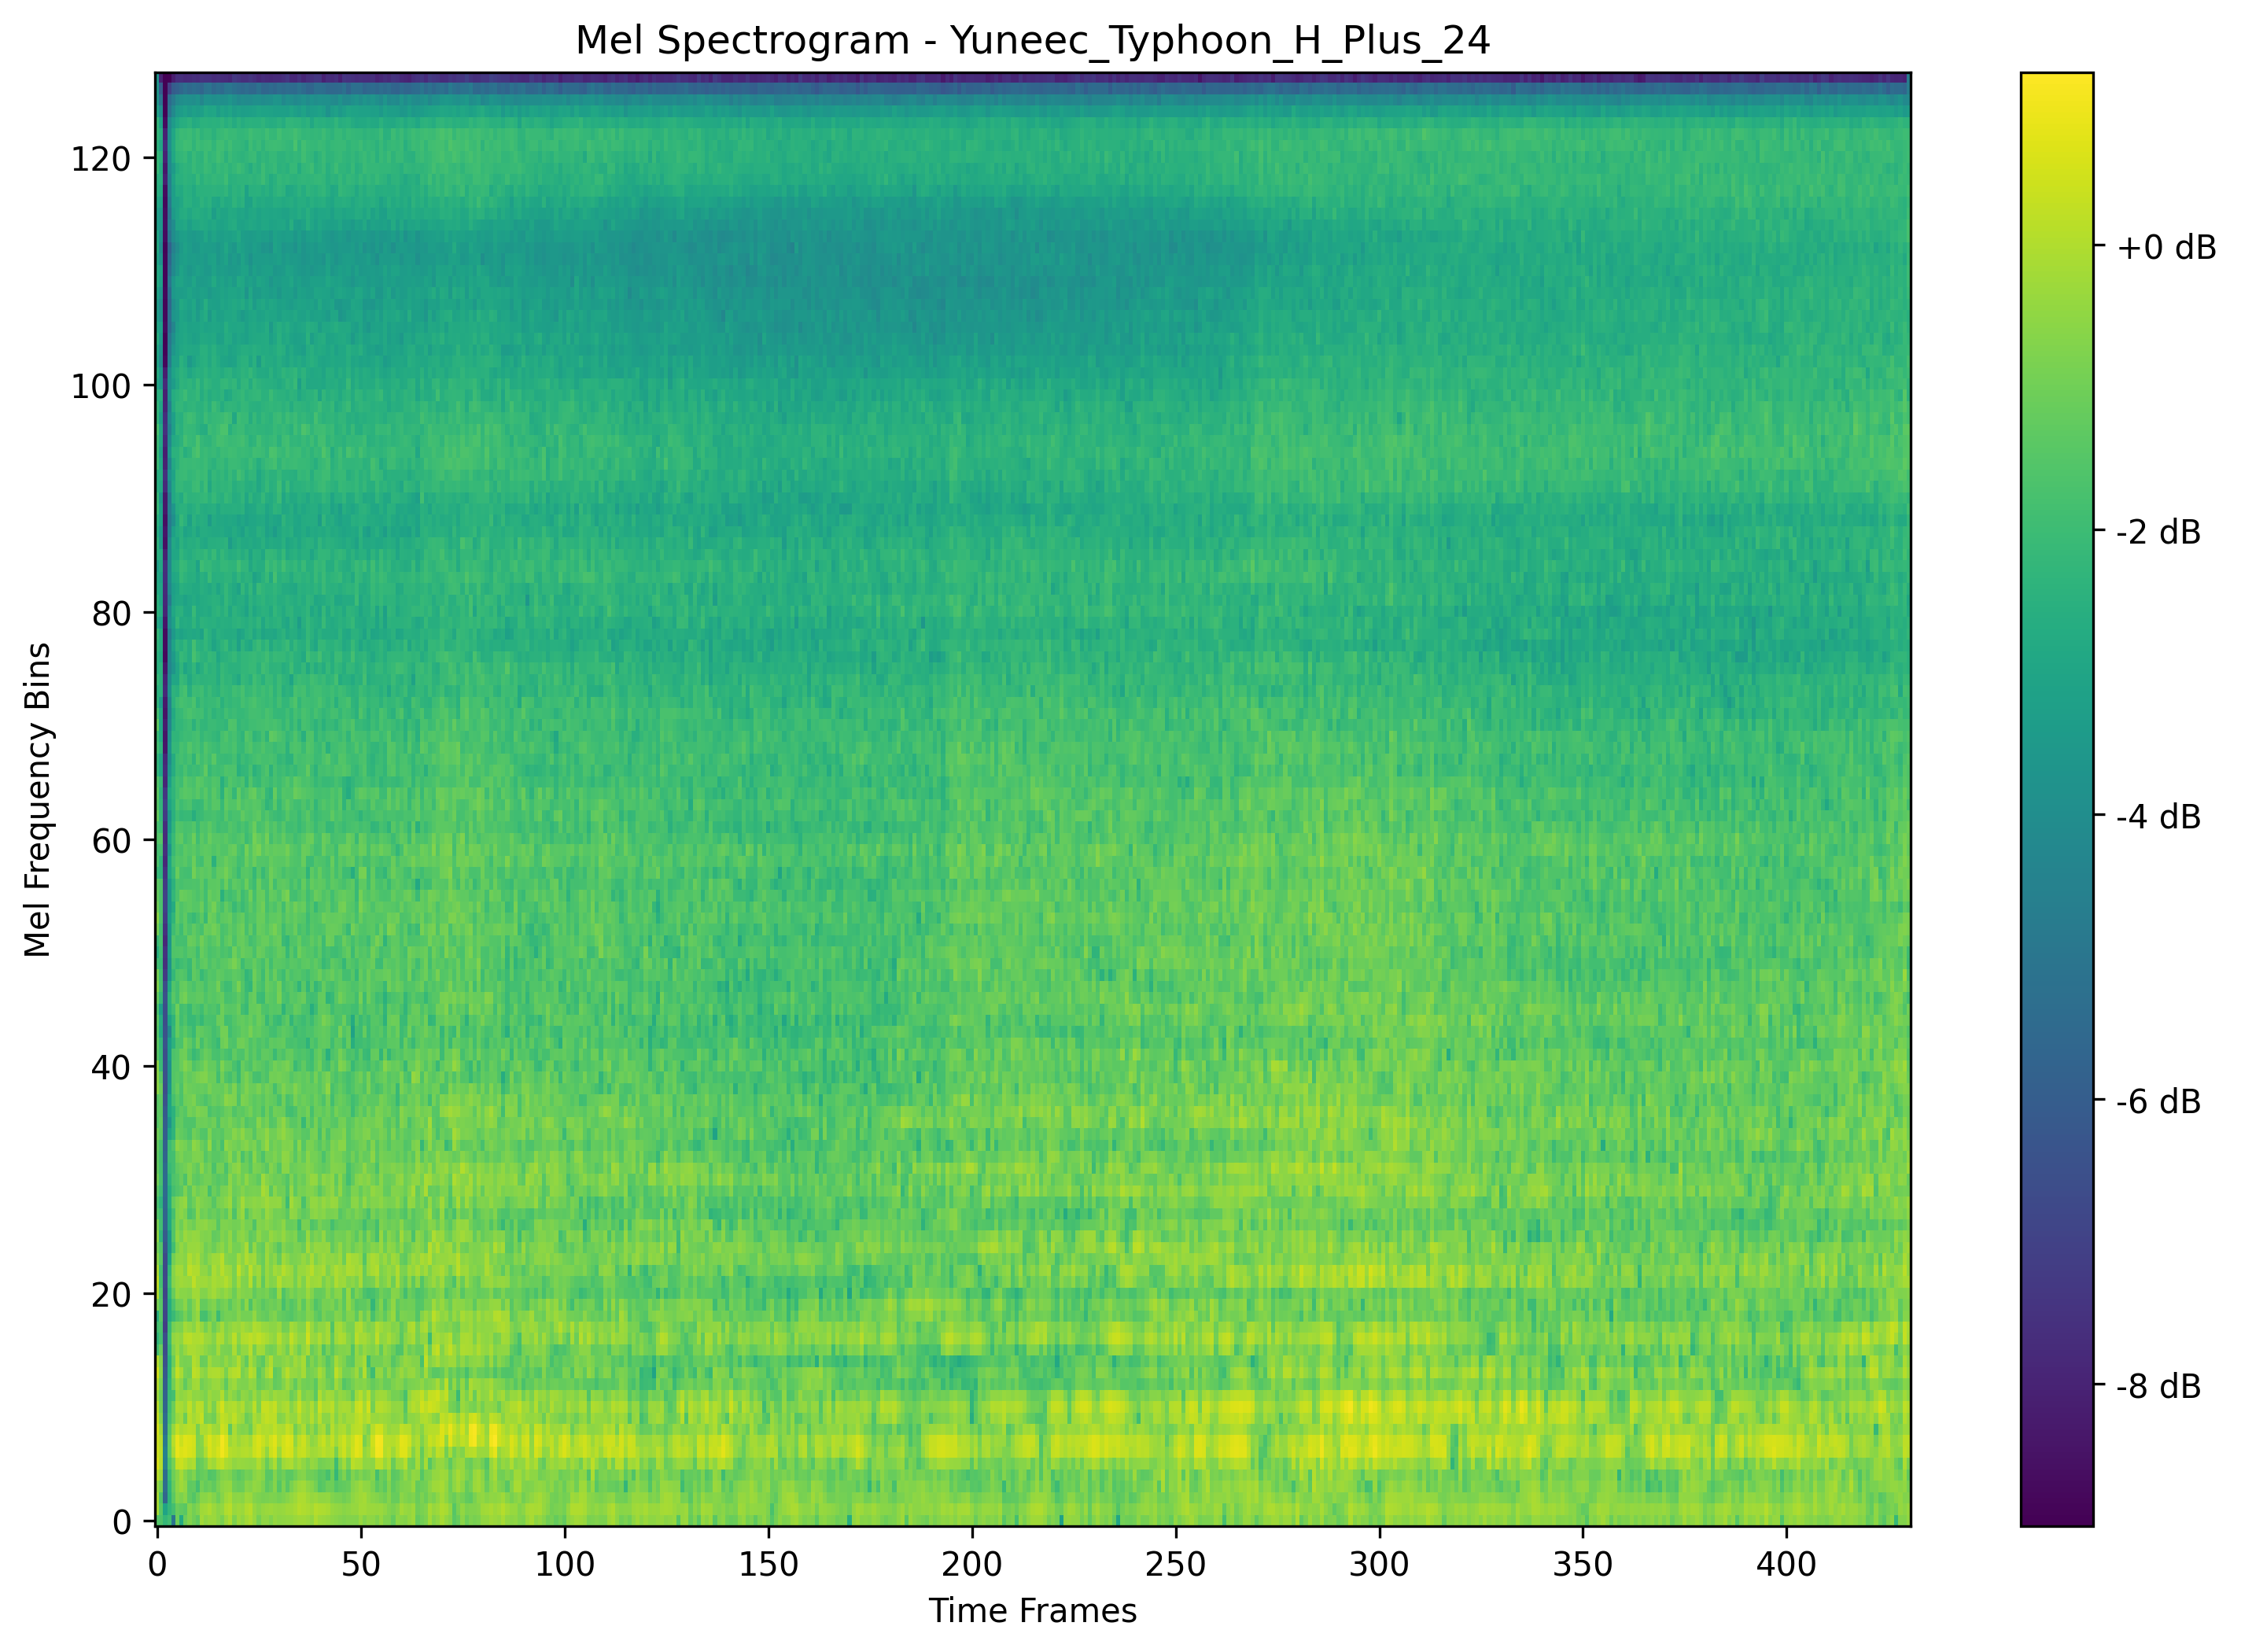 Mel Spectrogram - Yuneec_Typhoon_H_Plus_24
Mel Frequency Bins
120
100
80
60
40
20
0
0 50 100 150 200 250 300 350 400
Time Frames
+0 dB
-2 dB
-4 dB
-6 dB
-8 dB